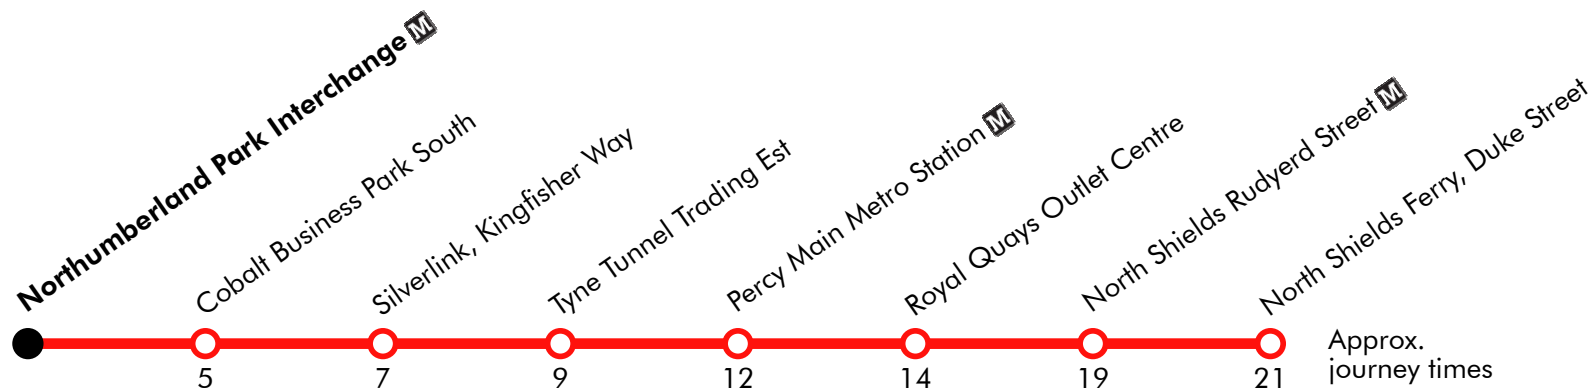 Northumberland Park Interchange M
Cobalt Business Park South
Silverlink, Kingfisher Way
Tyne Tunnel Trading Est
Percy Main Metro Station M
Royal Quays Outlet Centre
North Shields Rudyerd Street M
North Shields Ferry, Duke Street
5 7 9 12 14 19 21
Approx.
journey times